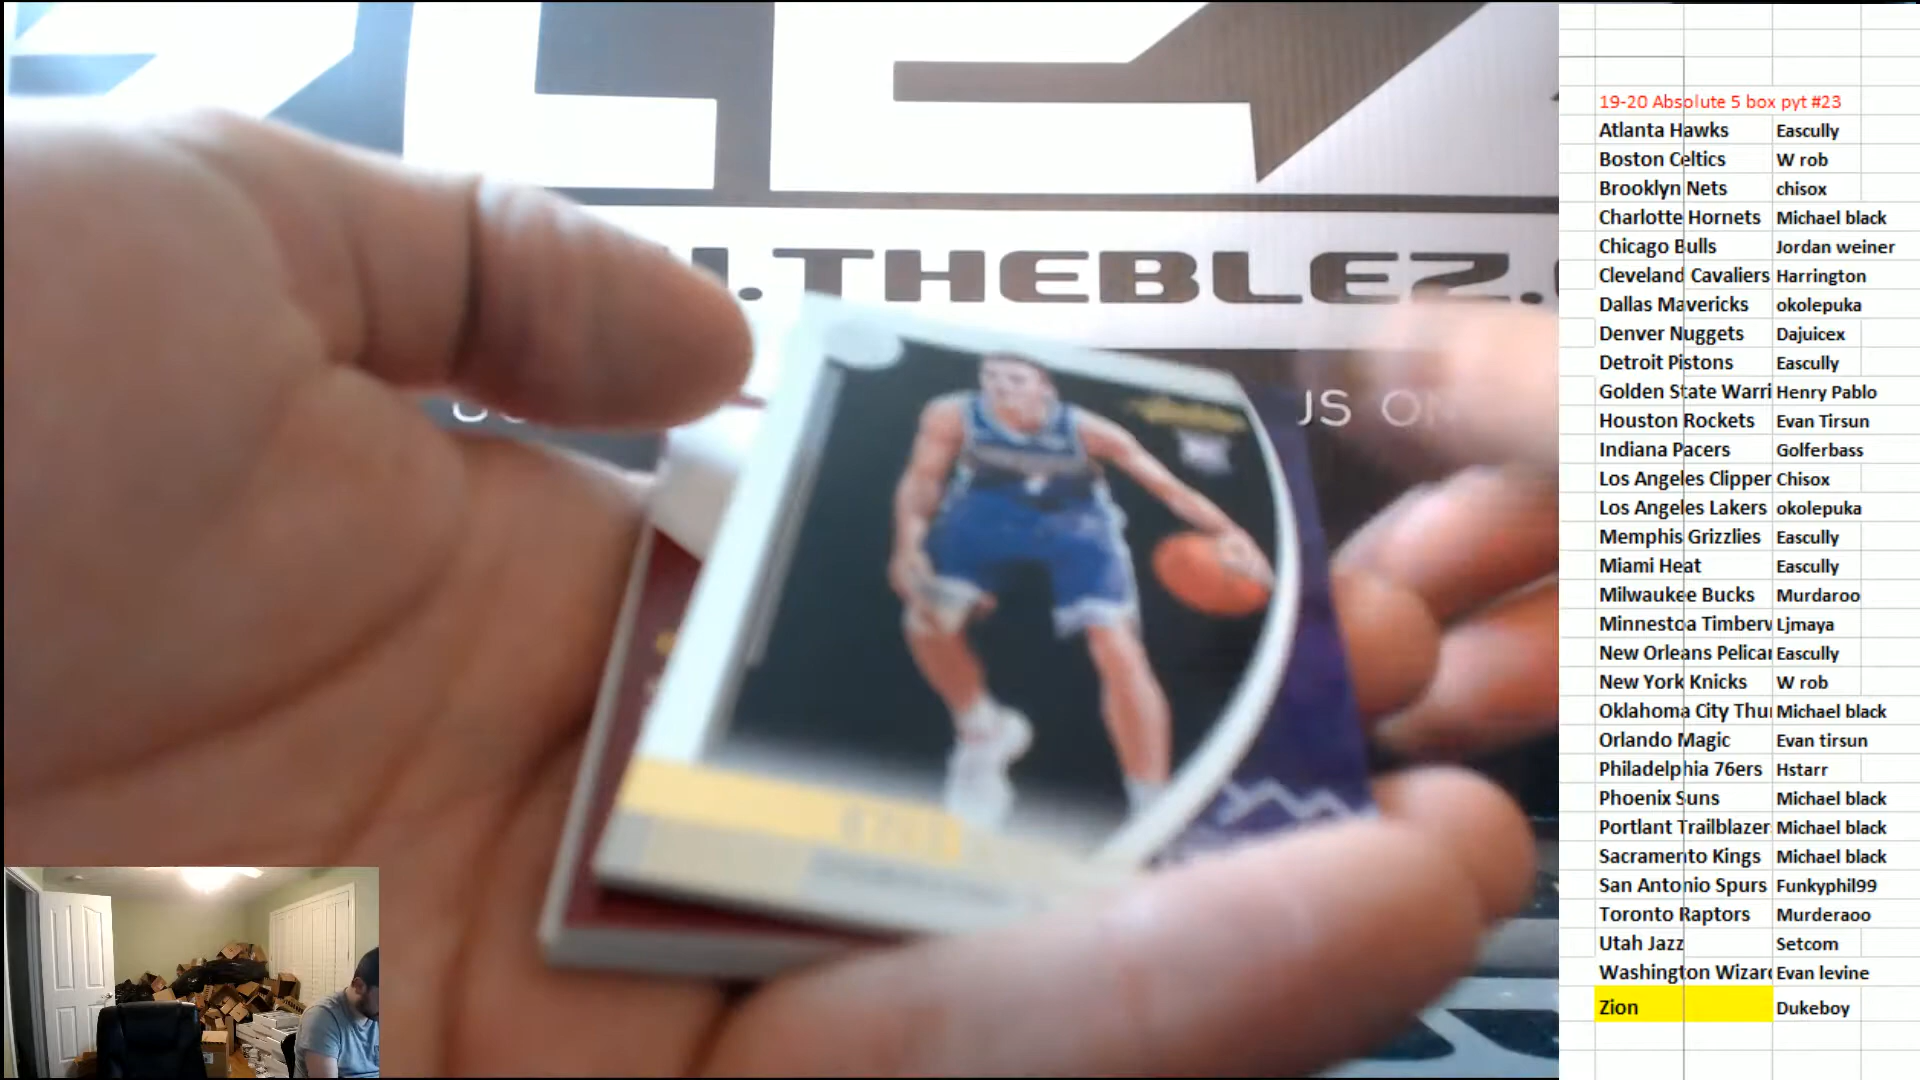 .THEBLEZ.
JS ON
19-20 Absolute 5 box pyt #23
Atlanta Hawks Eascully
Boston Celtics W rob
Brooklyn Nets chisox
Charlotte Hornets Michael black
Chicago Bulls Jordan weiner
Cleveland Cavaliers Harrington
Dallas Mavericks okolepuka
Denver Nuggets Dajuicex
Detroit Pistons Eascully
Golden State Warri Henry Pablo
Houston Rockets Evan Tirsun
Indiana Pacers Golferbass
Los Angeles Clipper Chisox
Los Angeles Lakers okolepuka
Memphis Grizzlies Eascully
Miami Heat Eascully
Milwaukee Bucks Murdaroo
Minnestoa Timberv Ljmaya
New Orleans Pelicar Eascully
New York Knicks W rob
Oklahoma City Thu Michael black
Orlando Magic Evan tirsun
Philadelphia 76ers Hstarr
Phoenix Suns Michael black
Portlant Trailblazer Michael black
Sacramento Kings Michael black
San Antonio Spurs Funkyphil99
Toronto Raptors Murderaoo
Utah Jazz Setcom
Washington Wizard Evan levine
Zion Dukeboy